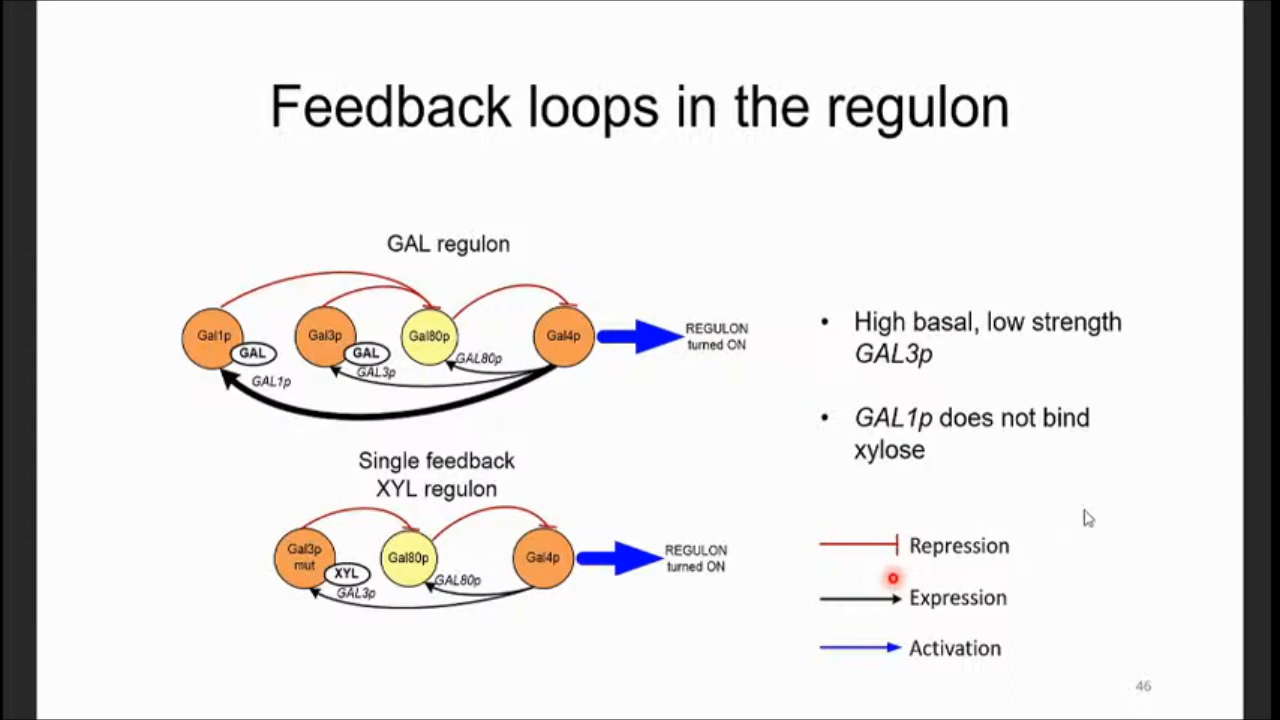 Feedback loops in the regulon
GAL regulon
Gal1p
GAL
Gal3p
GAL
Gal80p
Gal4p
REGULON
turned ON
GAL1p
GAL3p
GAL80p
Single feedback
XYL regulon
Gal3p
mut
XYL
Gal80p
Gal4p
REGULON
turned ON
GAL3p
GAL80p
• High basal, low strength
GAL3p
• GAL1p does not bind
xylose
Repression
Expression
Activation
46